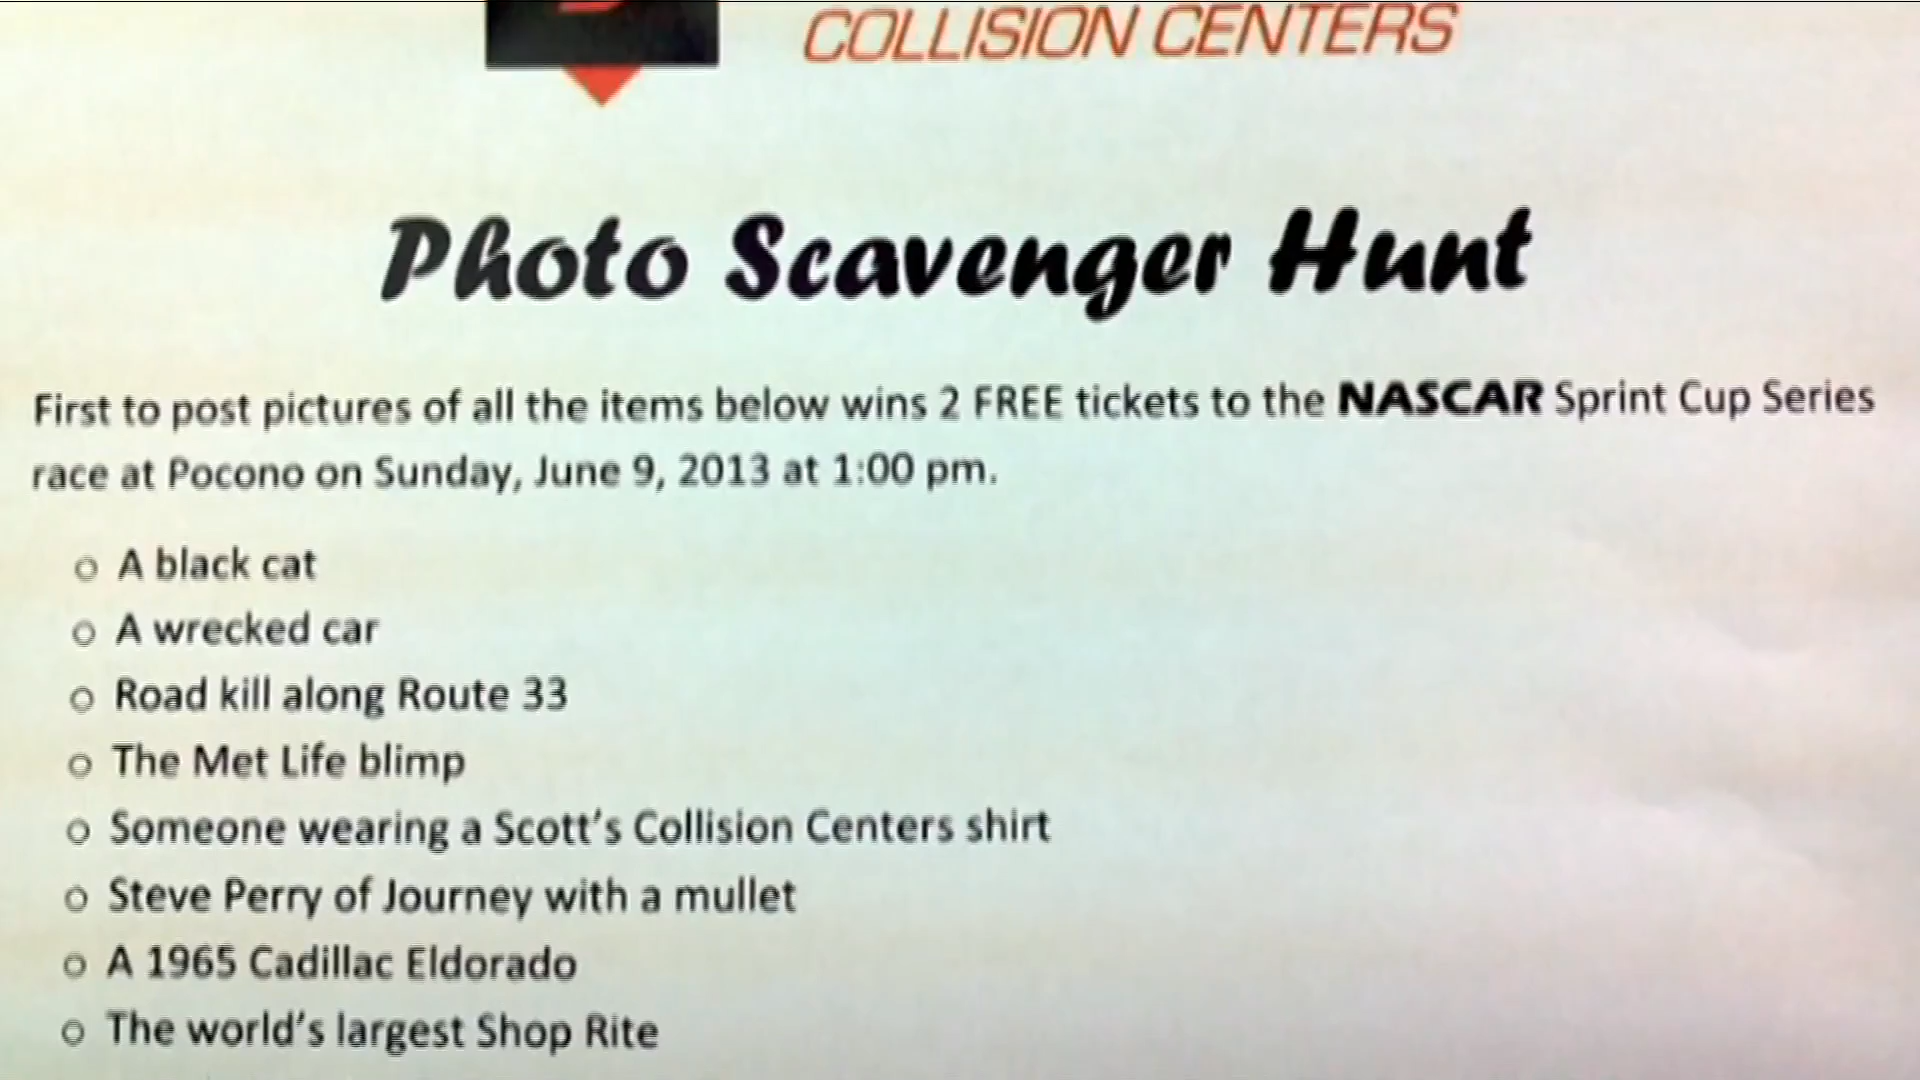 COLLISION CENTERS
Photo Scavenger Hunt
First to post pictures of all the items below wins 2 FREE tickets to the NASCAR Sprint Cup Series
race at Pocono on Sunday, June 9, 2013 at 1:00 pm.
o A black cat
o A wrecked car
o Road kill along Route 33
o The Met Life blimp
o Someone wearing a Scott's Collision Centers shirt
o Steve Perry of Journey with a mullet
o A 1965 Cadillac Eldorado
o The world's largest Shop Rite